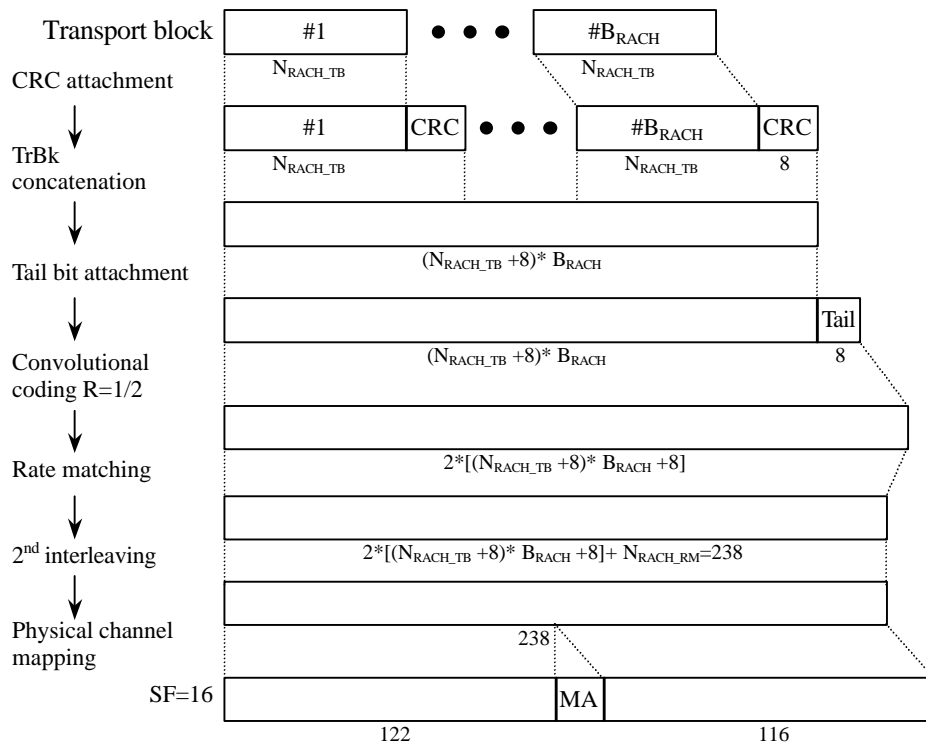 Transport block
#1
#B_RACH
N_RACH_TB
N_RACH_TB
CRC attachment
#1
CRC
#B_RACH
CRC
N_RACH_TB
N_RACH_TB
8
TrBk
concatenation
(N_RACH_TB +8)* B_RACH
Tail bit attachment
Tail
(N_RACH_TB +8)* B_RACH
8
Convolutional
coding R=1/2
2*[(N_RACH_TB +8)* B_RACH +8]
Rate matching
2*[(N_RACH_TB +8)* B_RACH +8]+ N_RACH_RM=238
2nd interleaving
Physical channel
mapping
238
SF=16
MA
122
116